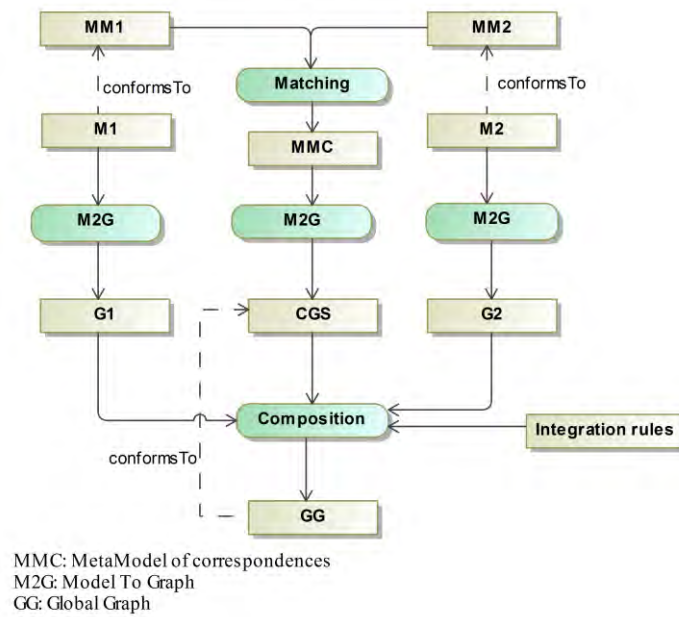 MM1
MM2
Matching
conformsTo
conformsTo
M1
MMC
M2
M2G
M2G
M2G
G1
CGS
G2
Composition
Integration rules
conformsTo
GG
MMC: MetaModel of correspondences
M2G: Model To Graph
GG: Global Graph